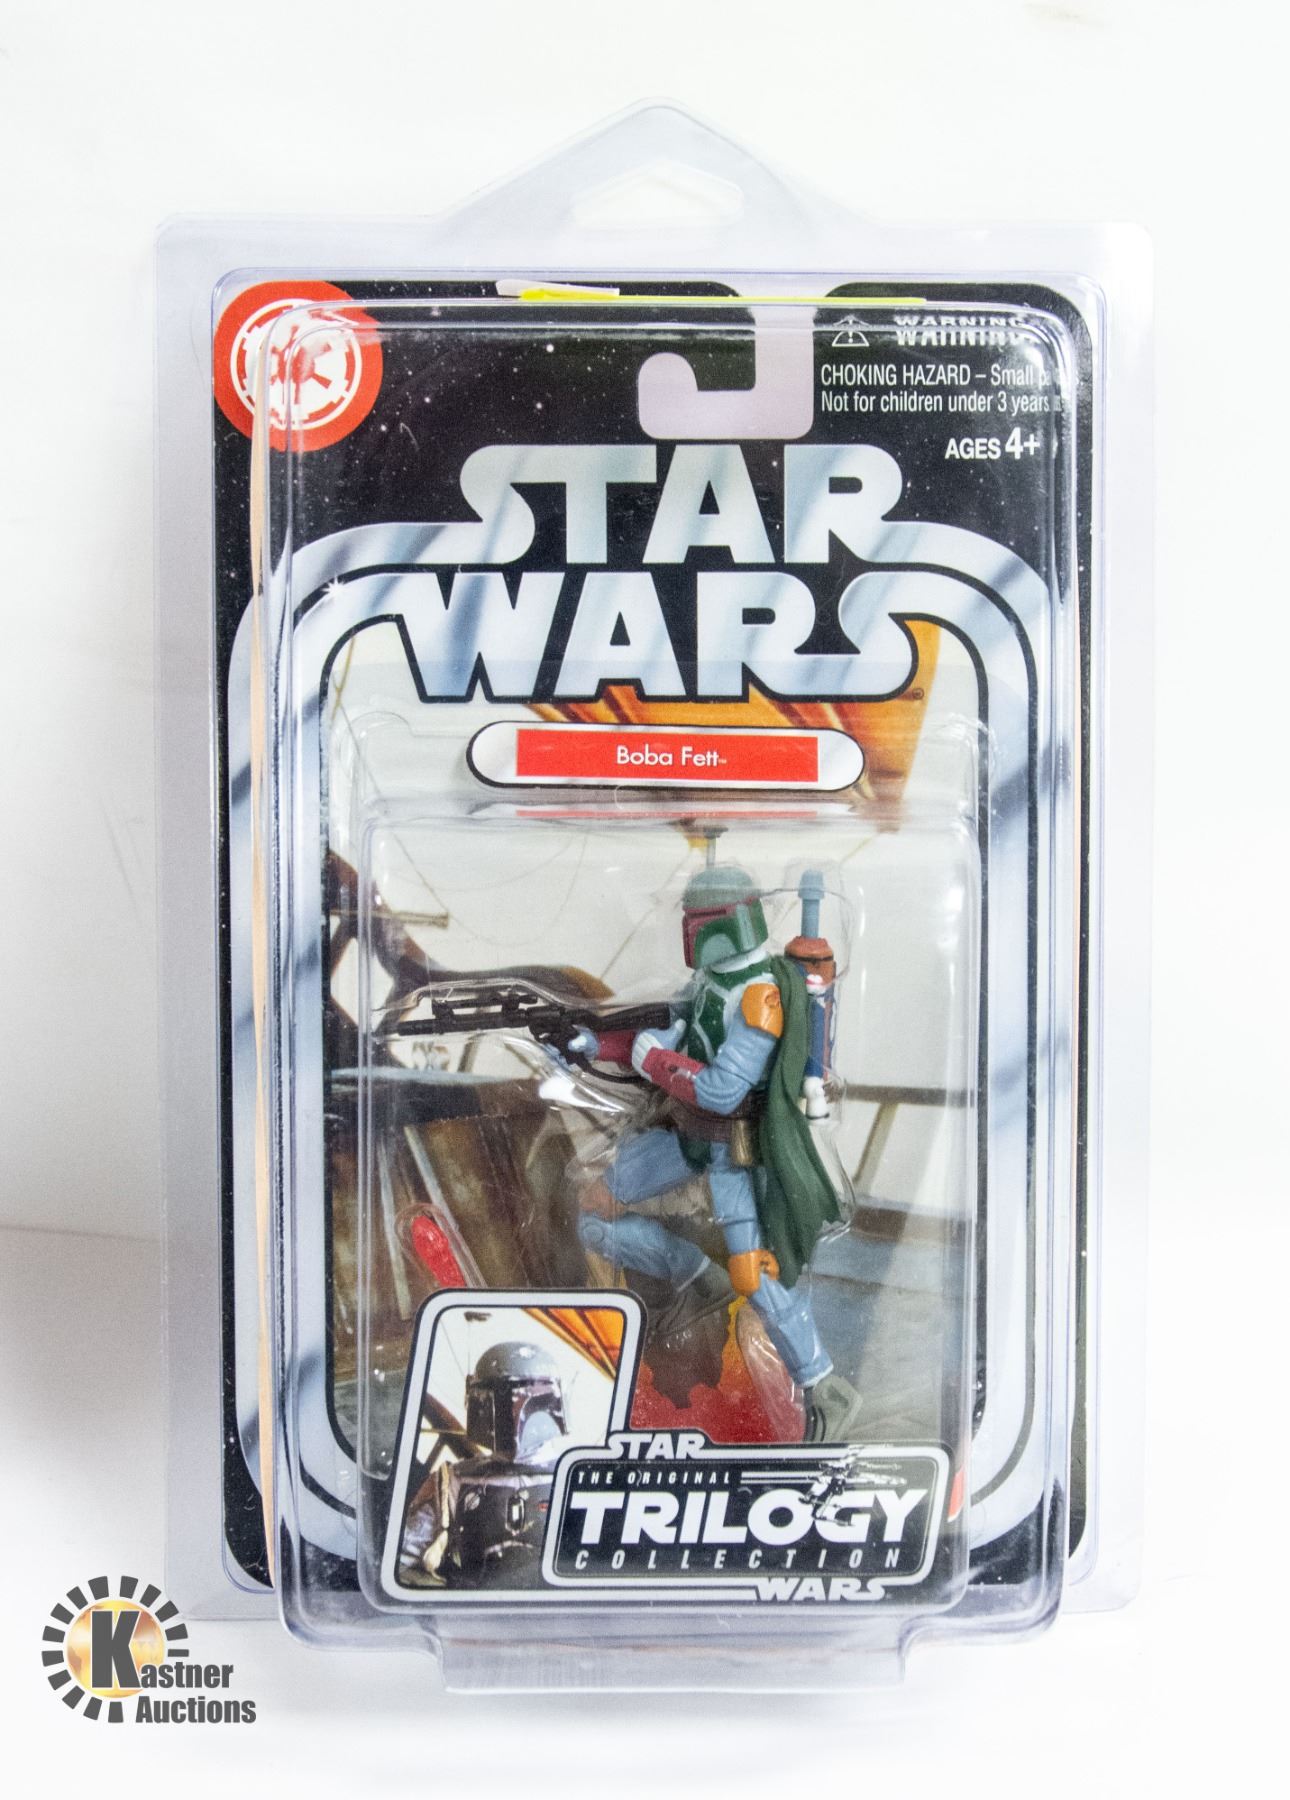 WARNING:
CHOKING HAZARD – Small
Not for children under 3 years
AGES 4+
STAR
WARS
Boba Fett™
STAR
THE ORIGINAL
TRILOGY
COLLECTION
WARS
Kastner
Auctions